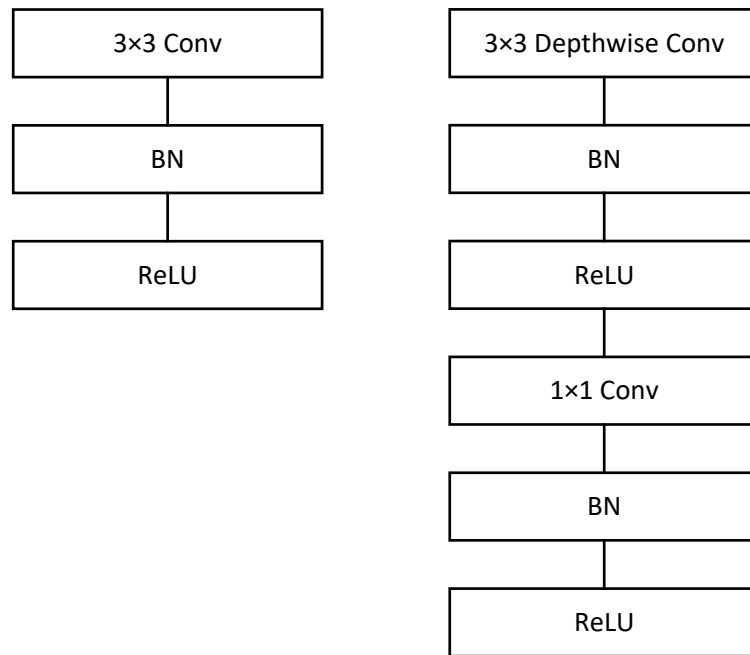 3×3 Conv
BN
ReLU
3×3 Depthwise Conv
BN
ReLU
1×1 Conv
BN
ReLU